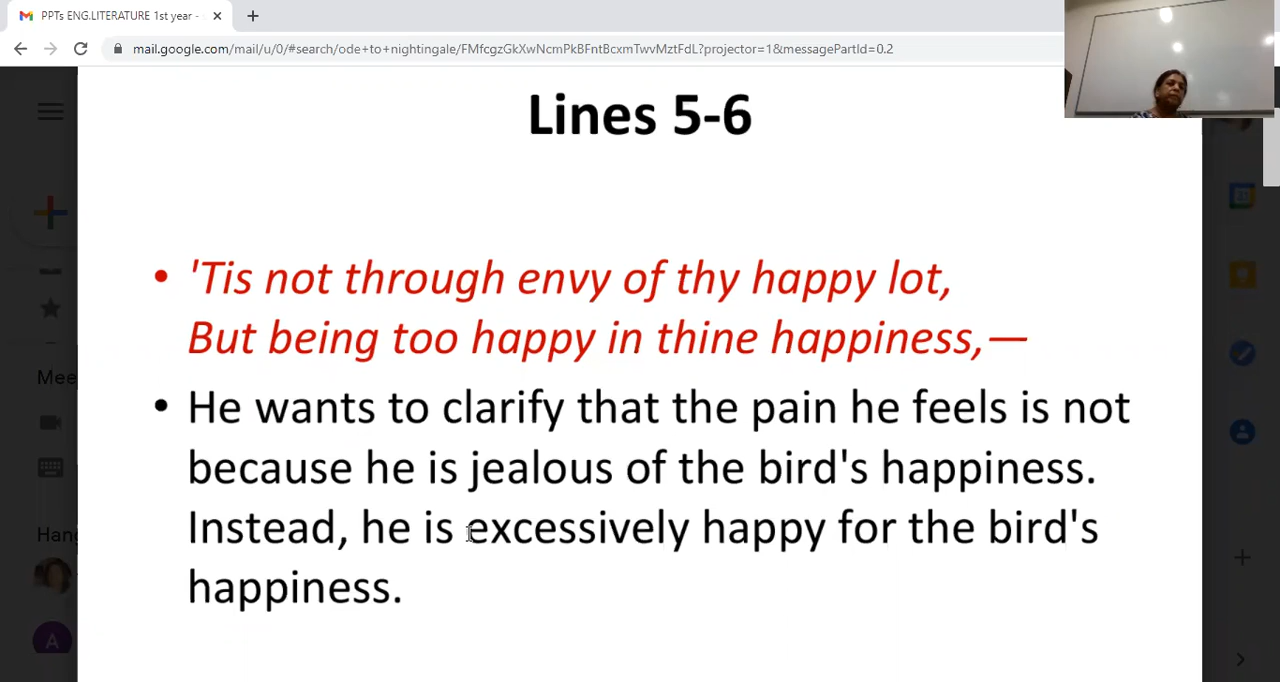 PPTs ENG.LITERATURE 1st year -
mail.google.com/mail/u/0/#search/ode+to+nightingale/FMfcgzGkXwNcmPkBFntBcxmTwvMztFdL?projector=1&messagePartId=0.2
Lines 5-6
• 'Tis not through envy of thy happy lot,
But being too happy in thine happiness,—
• He wants to clarify that the pain he feels is not
because he is jealous of the bird's happiness.
Instead, he is excessively happy for the bird's
happiness.
Mee
Han
A